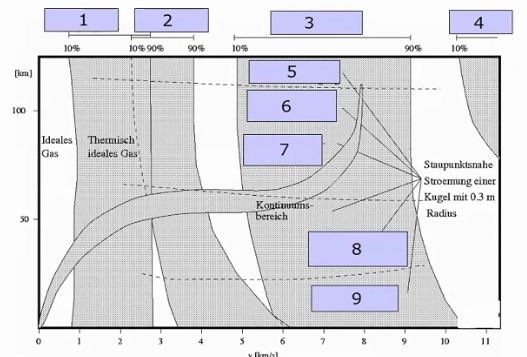 1 2 3 4
10% 10% 90% 90% 10% 90% 10%
[km]
5
100
6
Ideales
Gas
Thermisch
ideales Gas
7
Staupunktsnahe
Stroemung einer
Kugel mit 0.3 m
Radius
Kontinuums-
bereich
50
8
9
0 1 2 3 4 5 6 7 8 9 10 11
v [km/s]